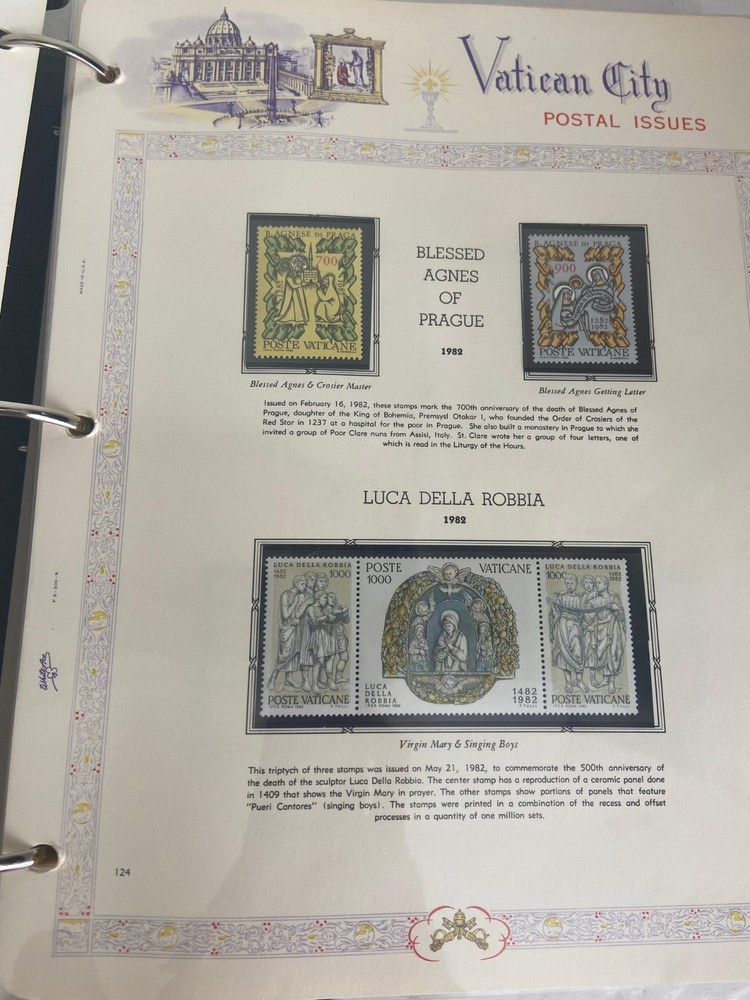 Vatican City
POSTAL ISSUES
MADE IN U.S.A.
B. AGNESE DI PRAGA
700
POSTE VATICANE
BLESSED
AGNES
OF
PRAGUE
1982
B. AGNESE DI PRAGA
900
1282
1982
POSTE VATICANE
Blessed Agnes & Crosier Master
Blessed Agnes Getting Letter
Issued on February 16, 1982, these stamps mark the 700th anniversary of the death of Blessed Agnes of
Prague, daughter of the King of Bohemia, Premsyl Otakar I, who founded the Order of Crosiers of the
Red Star in 1237 at a hospital for the poor in Prague. She also built a monastery in Prague to which she
invited a group of Poor Clare nuns from Assisi, Italy. St. Clare wrote her a group of four letters, one of
which is read in the Liturgy of the Hours.
LUCA DELLA ROBBIA
1982
LUCA DELLA ROBBIA
1482
1982
1000
POSTE VATICANE
POSTE VATICANE
1000
LUCA
DELLA
ROBBIA
1482
1982
LUCA DELLA ROBBIA
1000
1482
1982
POSTE VATICANE
Virgin Mary & Singing Boys
This triptych of three stamps was issued on May 21, 1982, to commemorate the 500th anniversary of
the death of the sculptor Luca Della Robbia. The center stamp has a reproduction of a ceramic panel done
in 1409 that shows the Virgin Mary in prayer. The other stamps show portions of panels that feature
"Pueri Cantores" (singing boys). The stamps were printed in a combination of the recess and offset
processes in a quantity of one million sets.
124